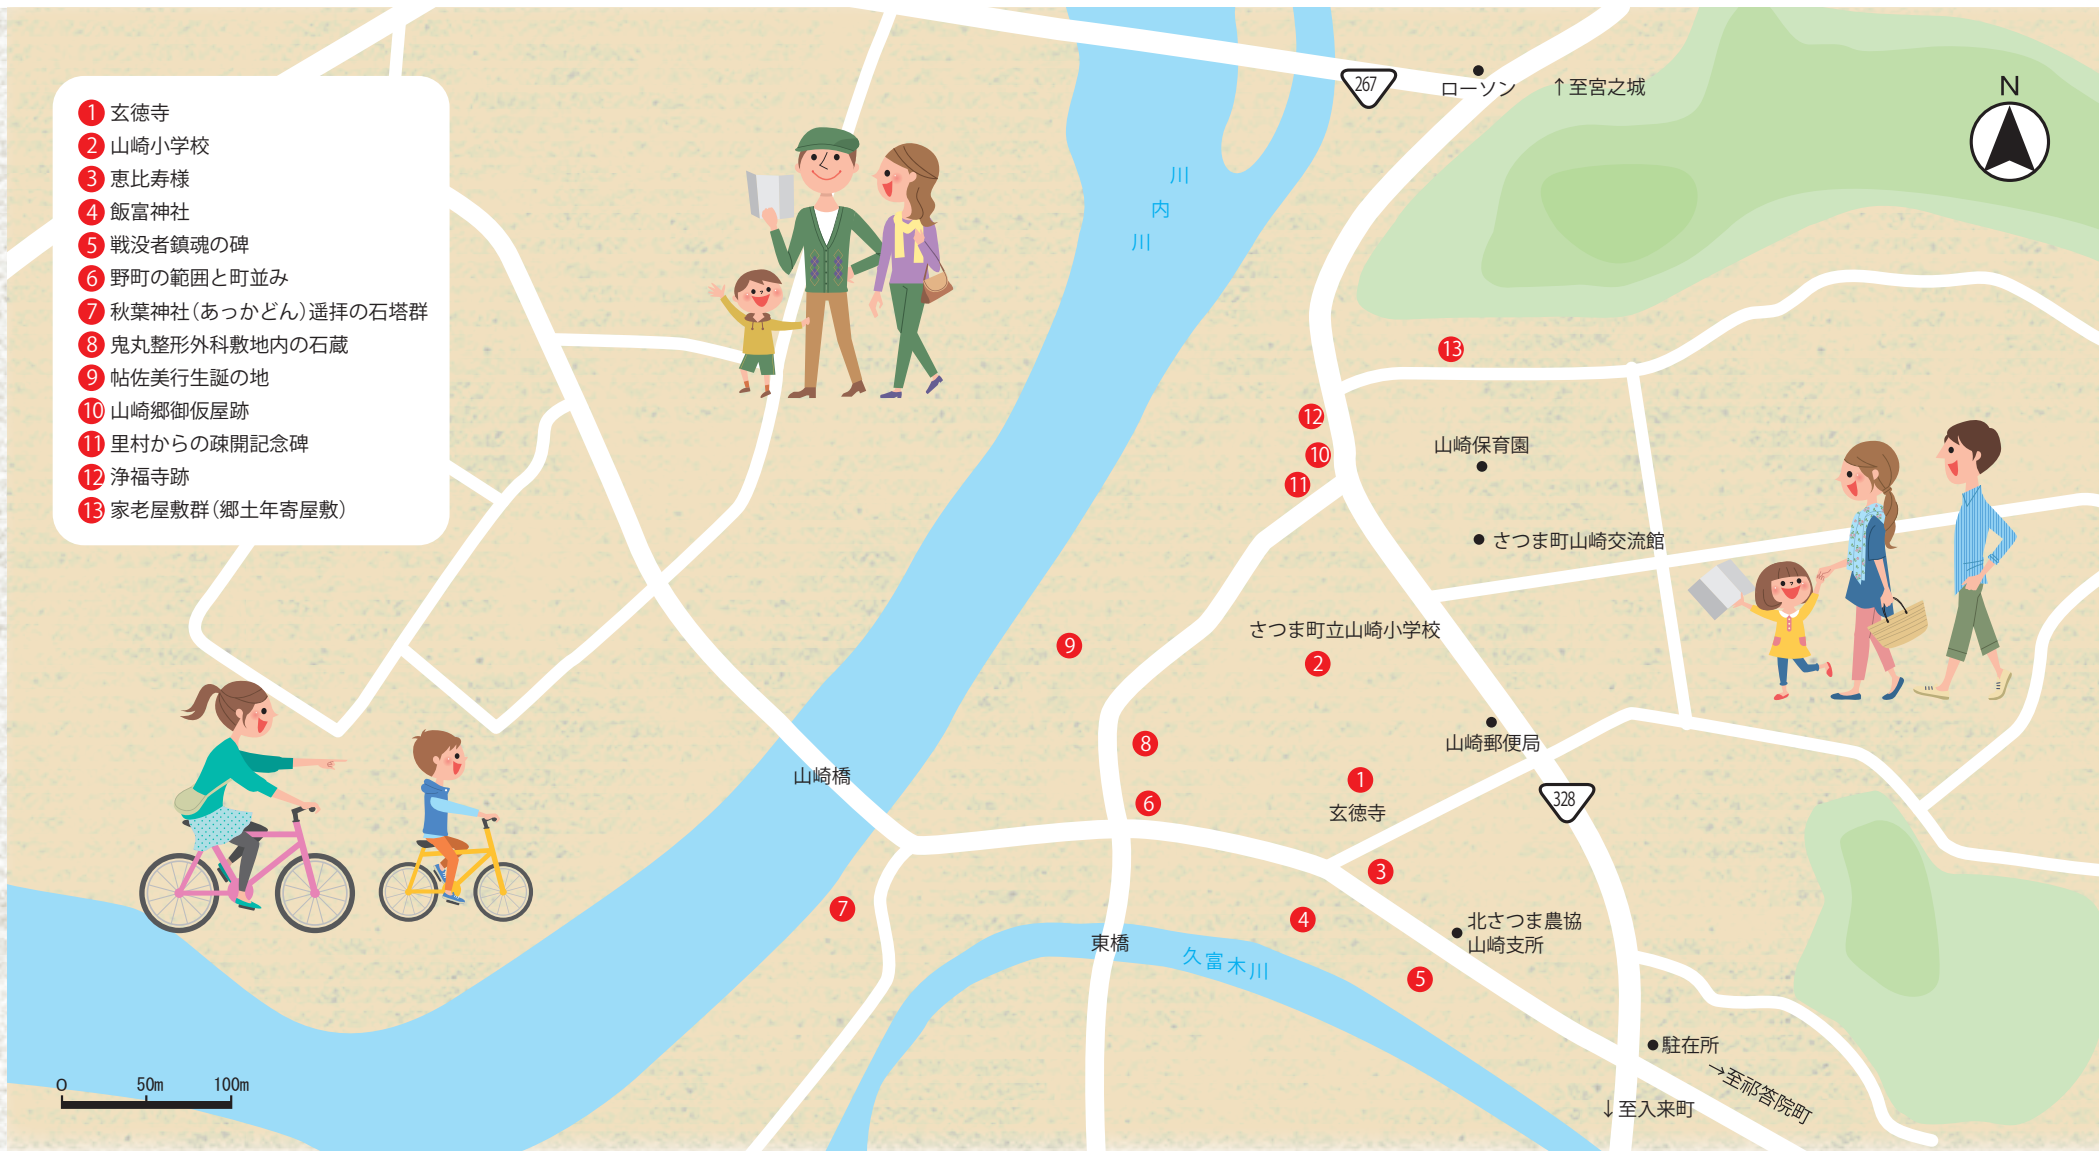 1 玄徳寺
2 山崎小学校
3 恵比寿様
4 飯富神社
5 戦没者鎮魂の碑
6 野町の範囲と町並み
7 秋葉神社(あっかどん)遥拝の石塔群
8 鬼丸整形外科敷地内の石蔵
9 帖佐美行生誕の地
10 山崎郷御仮屋跡
11 里村からの疎開記念碑
12 浄福寺跡
13 家老屋敷群(郷土年寄屋敷)
267
ローソン
↑至宮之城
N
川内川
13
12
10
11
山崎保育園
さつま町山崎交流館
さつま町立山崎小学校
2
9
8
山崎郵便局
1
玄徳寺
6
328
山崎橋
3
7
4
北さつま農協
山崎支所
東橋
久富木川
5
駐在所
→至祁答院町
↓至入来町
0 50m 100m